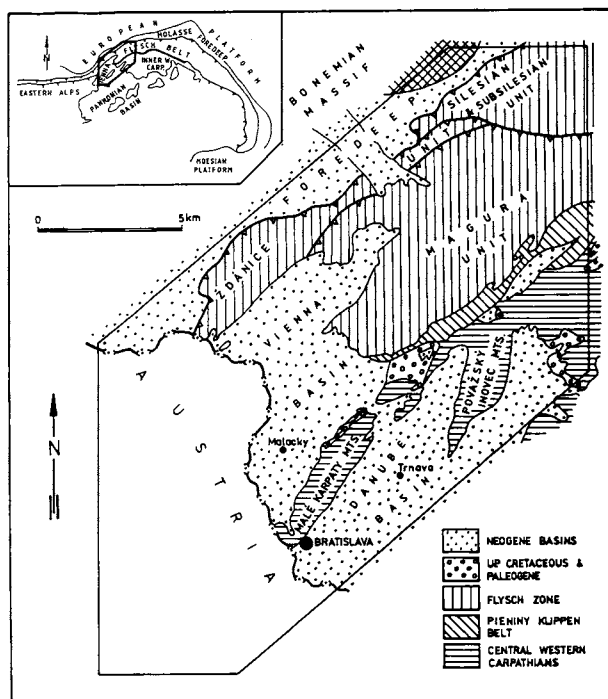 EUROPEAN PLATFORM
MOLASSE FOREDEEP
FLYSCH BELT
INNER W.
CARP.
VIENNA
EASTERN ALPS
PANNONIAN
BASIN
MOESIAN
PLATFORM
N
0 5km
BOHEMIAN
MASSIF
FOREDEEP
SILESIAN
UNIT & SUBSILESIAN
UNIT
ŽDÁNICE
MAGURA
UNIT
VIENNA
BASIN
POVAŽSKÝ
INOVEC MTS.
AUSTRIA
N
Malacky
MALÉ KARPATY MTS.
DANUBE
BASIN
Trnava
BRATISLAVA
NEOGENE BASINS
UP CRETACEOUS &
PALEOGENE
FLYSCH ZONE
PIENINY KLIPPEN
BELT
CENTRAL WESTERN
CARPATHIANS